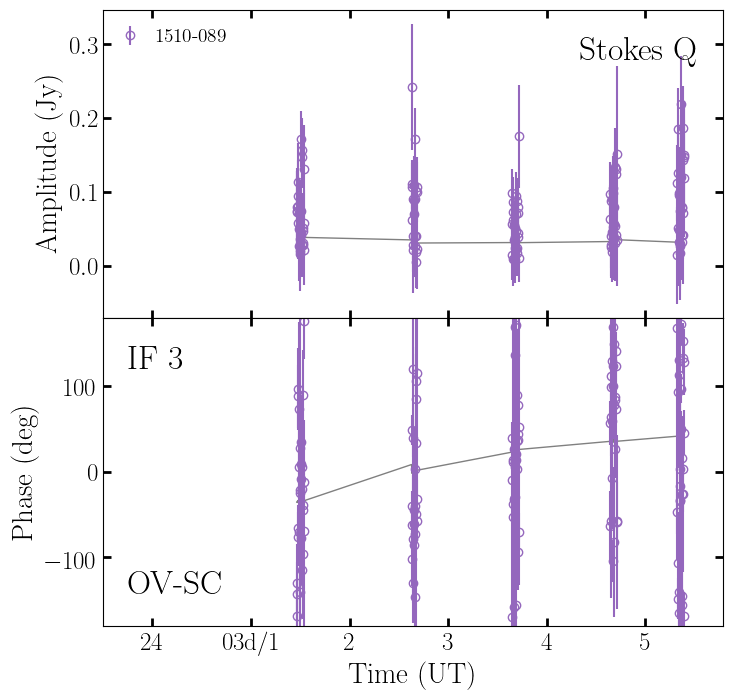 1510-089
Stokes Q
0.3
0.2
0.1
0.0
Amplitude (Jy)
IF 3
100
0
−100
Phase (deg)
OV-SC
24 03d/1 2 3 4 5
Time (UT)